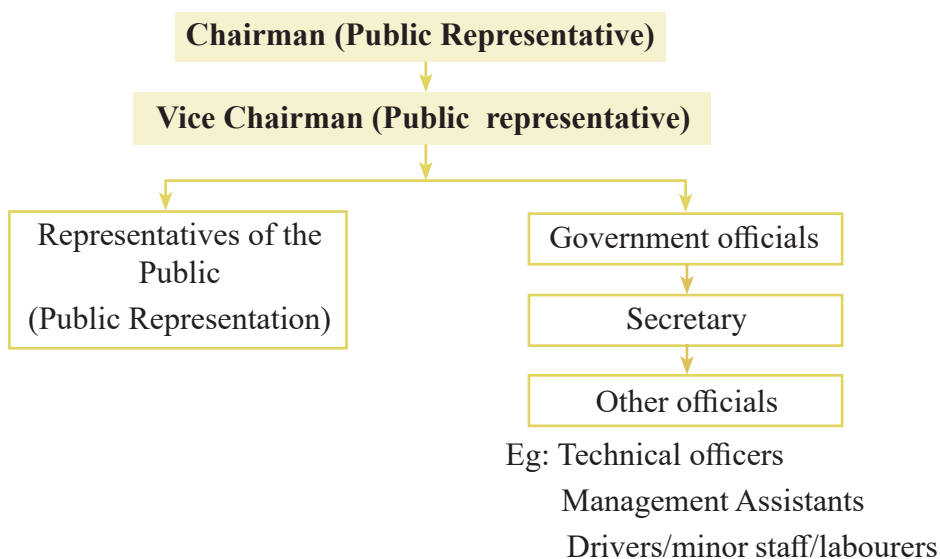 Chairman (Public Representative)
Vice Chairman (Public representative)
Representatives of the
Public
(Public Representation)
Government officials
Secretary
Other officials
Eg: Technical officers
Management Assistants
Drivers/minor staff/labourers